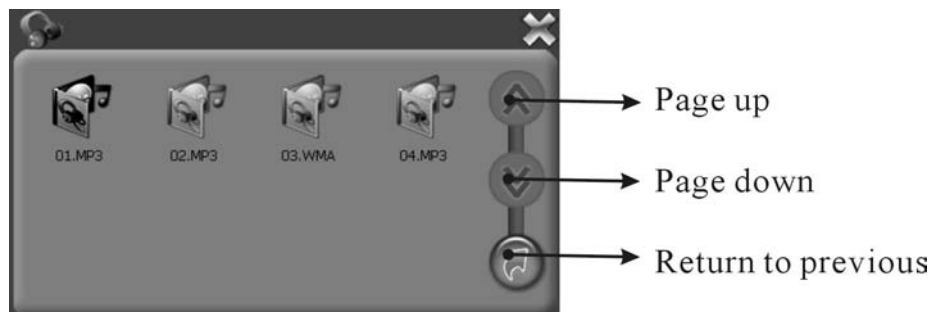 01.MP3 02.MP3 03.WMA 04.MP3
Page up
Page down
Return to previous